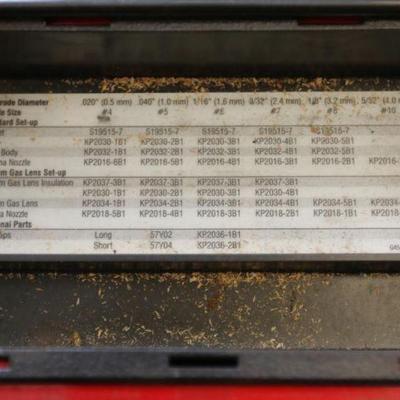 rode Diameter .020" (0.5 mm) .040" (1.0 mm) 1/16" (1.6 mm) 3/32" (2.4 mm) 1/8" (3.2 mm) 5/32" (4.0 m
le Size #4 #5 #6 #7 #8 #10
dard Set-up
et S19515-7 S19515-7 S19515-7 S19515-7 S19515-7
KP2030-1B1 KP2030-2B1 KP2030-3B1 KP2030-4B1 KP2030-5B1
Body KP2032-1B1 KP2032-2B1 KP2032-3B1 KP2032-4B1 KP2032-5B1
na Nozzle KP2016-6B1 KP2016-2B1 KP2016-3B1 KP2016-4B1 KP2016-5B1 KP2016-
m Gas Lens Set-up
m Gas Lens Insulation KP2037-3B1 KP2037-3B1 KP2037-3B1 KP2037-3B1
KP2030-1B1 KP2030-2B1 KP2030-3B1 KP2030-4B1
m Gas Lens KP2034-1B1 KP2034-2B1 KP2034-3B1 KP2034-4B1 KP2034-5B1 KP2034-
a Nozzle KP2018-5B1 KP2018-4B1 KP2018-3B1 KP2018-2B1 KP2018-1B1 KP2018-
nal Parts
ps Long 57Y02 KP2036-1B1
Short 57Y04 KP2036-2B1